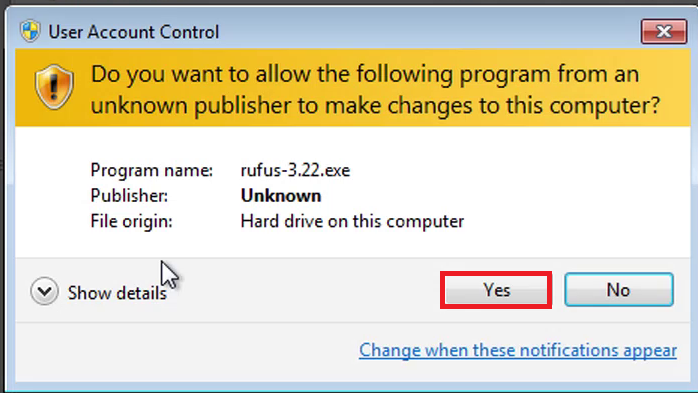 User Account Control
Do you want to allow the following program from an
unknown publisher to make changes to this computer?
Program name: rufus-3.22.exe
Publisher: Unknown
File origin: Hard drive on this computer
Show details Yes No
Change when these notifications appear